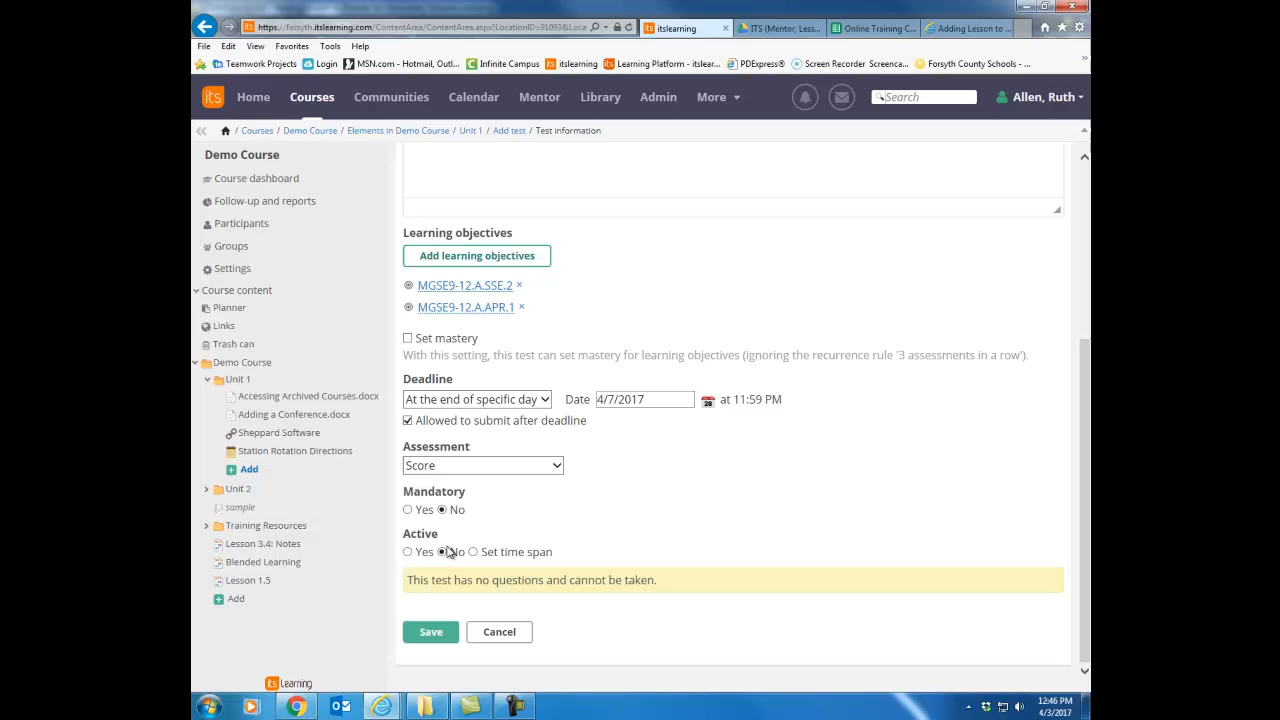 https://forsyth.itslearning.com/ContentArea/ContentArea.aspx?LocationID=91093&Loca
itslearning
ITS (Mentor, Less...
Online Training C...
Adding Lesson to ...
File Edit View Favorites Tools Help
Teamwork Projects
Login
MSN.com - Hotmail, Outl...
Infinite Campus
itslearning
Learning Platform - itslear...
PDExpress®
Screen Recorder Screenca...
Forsyth County Schools - ...
its Home Courses Communities Calendar Mentor Library Admin More Search Allen, Ruth
Courses | Demo Course | Elements in Demo Course | Unit 1 | Add test | Test information
Demo Course
Course dashboard
Follow-up and reports
Participants
Groups
Settings
Course content
Planner
Links
Trash can
Demo Course
Unit 1
Accessing Archived Courses.docx
Adding a Conference.docx
Sheppard Software
Station Rotation Directions
Add
Unit 2
sample
Training Resources
Lesson 3.4: Notes
Blended Learning
Lesson 1.5
Add
its Learning
Learning objectives
Add learning objectives
MGSE9-12.A.SSE.2 ×
MGSE9-12.A.APR.1 ×
Set mastery
With this setting, this test can set mastery for learning objectives (ignoring the recurrence rule '3 assessments in a row').
Deadline
At the end of specific day Date 4/7/2017 28 at 11:59 PM
Allowed to submit after deadline
Assessment
Score
Mandatory
Yes No
Active
Yes No Set time span
This test has no questions and cannot be taken.
Save Cancel
12:46 PM
4/3/2017